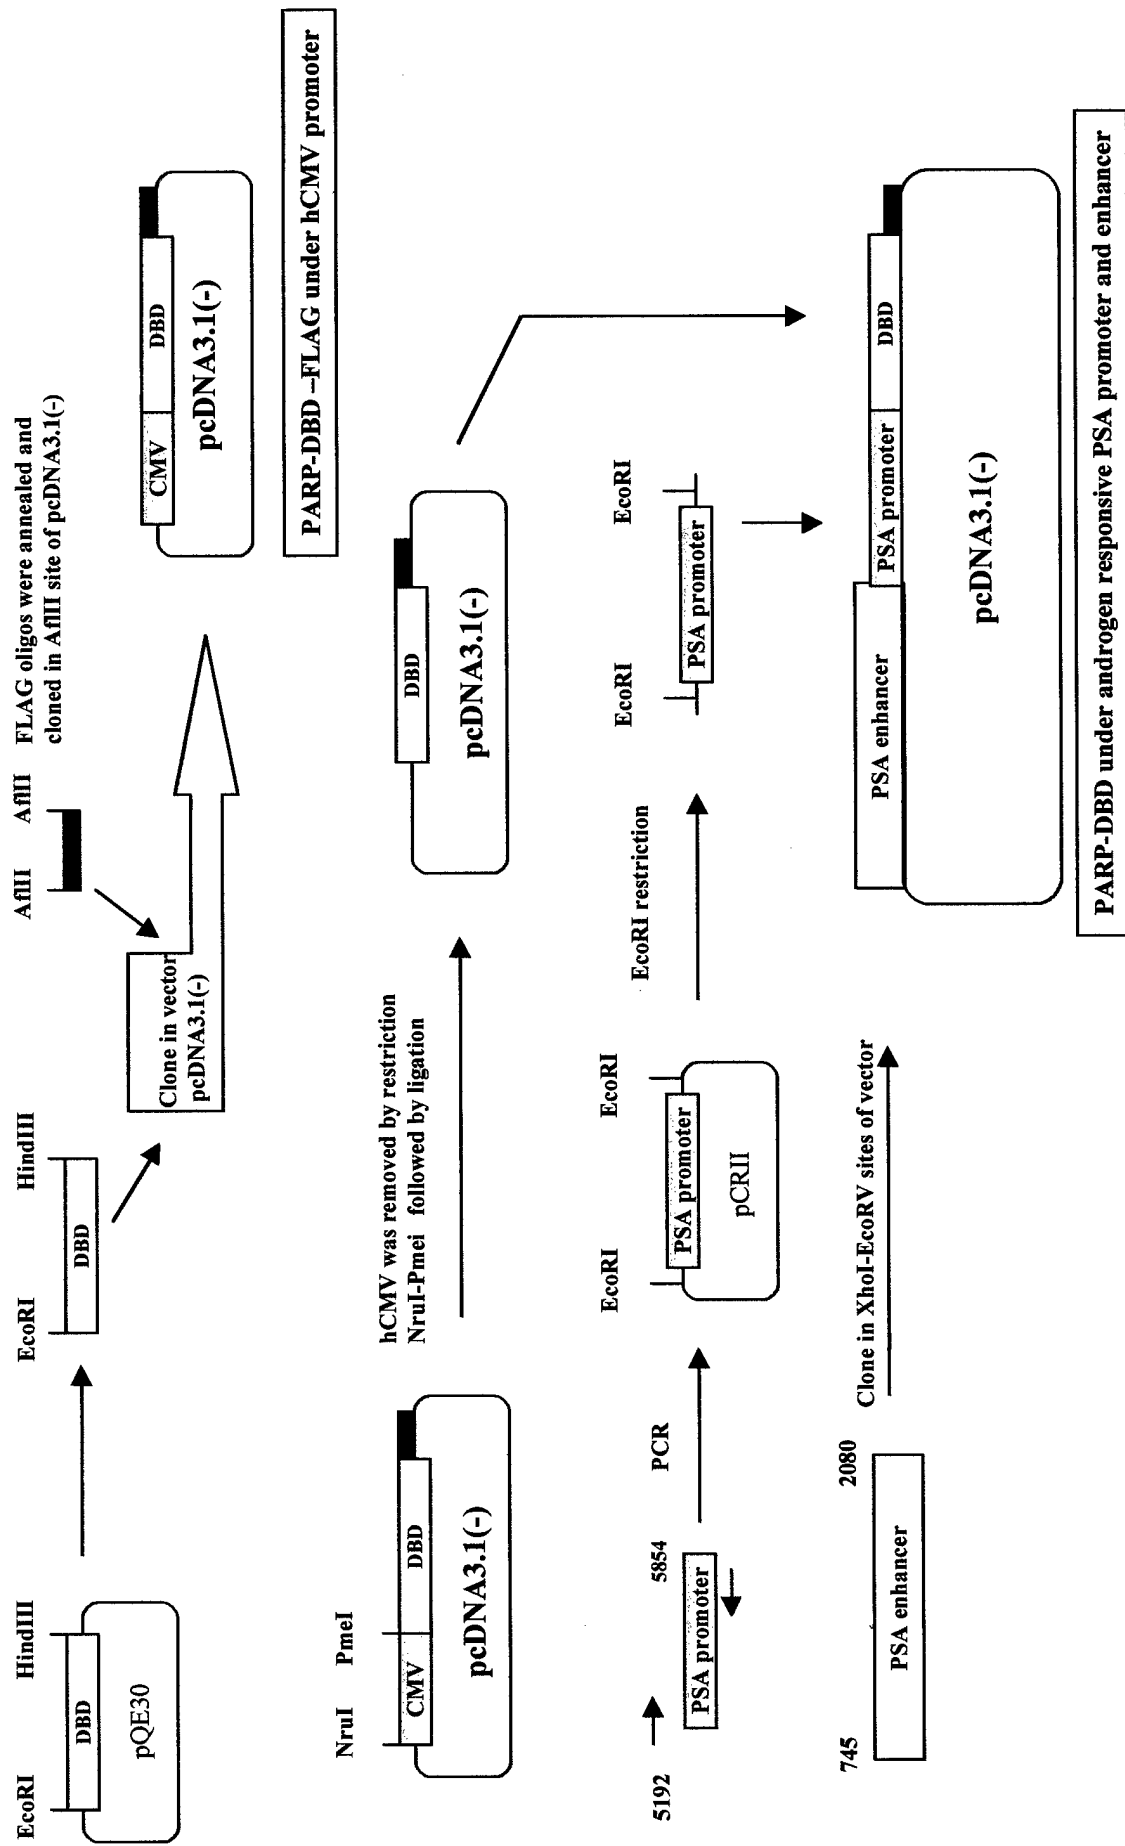 EcoRI
HindIII
DBD
pQE30
EcoRI
HindIII
DBD
Clone in vector
pcDNA3.1(-)
AflII
AflII
FLAG oligos were annealed and
cloned in AflII site of pcDNA3.1(-)
CMV
DBD
pcDNA3.1(-)
PARP-DBD –FLAG under hCMV promoter
NruI
PmeI
CMV
DBD
pcDNA3.1(-)
hCMV was removed by restriction
NruI-Pmei followed by ligation
DBD
pcDNA3.1(-)
5192
5854
PSA promoter
PCR
EcoRI
EcoRI
PSA promoter
pCRII
EcoRI restriction
EcoRI
EcoRI
PSA promoter
745
2080
PSA enhancer
Clone in XhoI-EcoRV sites of vector
PSA enhancer
PSA promoter
DBD
pcDNA3.1(-)
PARP-DBD under androgen responsive PSA promoter and enhancer